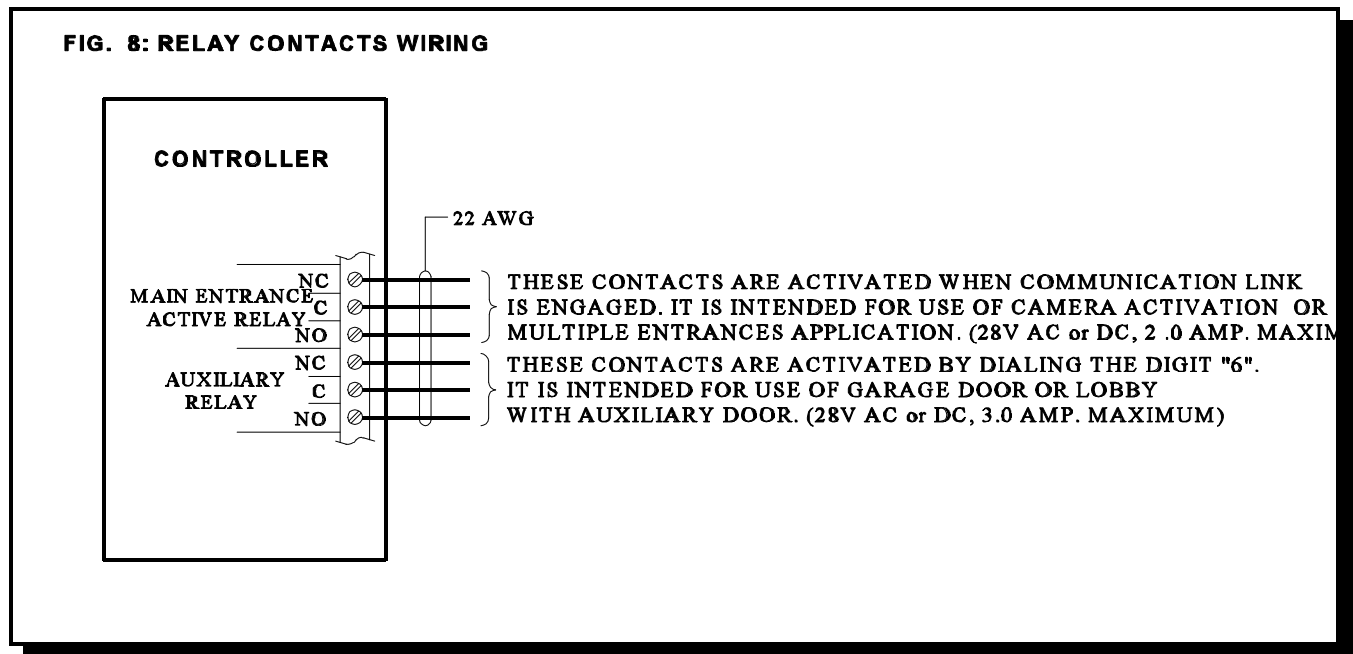 FIG. 8: RELAY CONTACTS WIRING
CONTROLLER
22 AWG
MAIN ENTRANCE
ACTIVE RELAY
NC
C
NO
THESE CONTACTS ARE ACTIVATED WHEN COMMUNICATION LINK
IS ENGAGED. IT IS INTENDED FOR USE OF CAMERA ACTIVATION OR
MULTIPLE ENTRANCES APPLICATION. (28V AC or DC, 2 .0 AMP. MAXIM
AUXILIARY
RELAY
NC
C
NO
THESE CONTACTS ARE ACTIVATED BY DIALING THE DIGIT "6".
IT IS INTENDED FOR USE OF GARAGE DOOR OR LOBBY
WITH AUXILIARY DOOR. (28V AC or DC, 3.0 AMP. MAXIMUM)